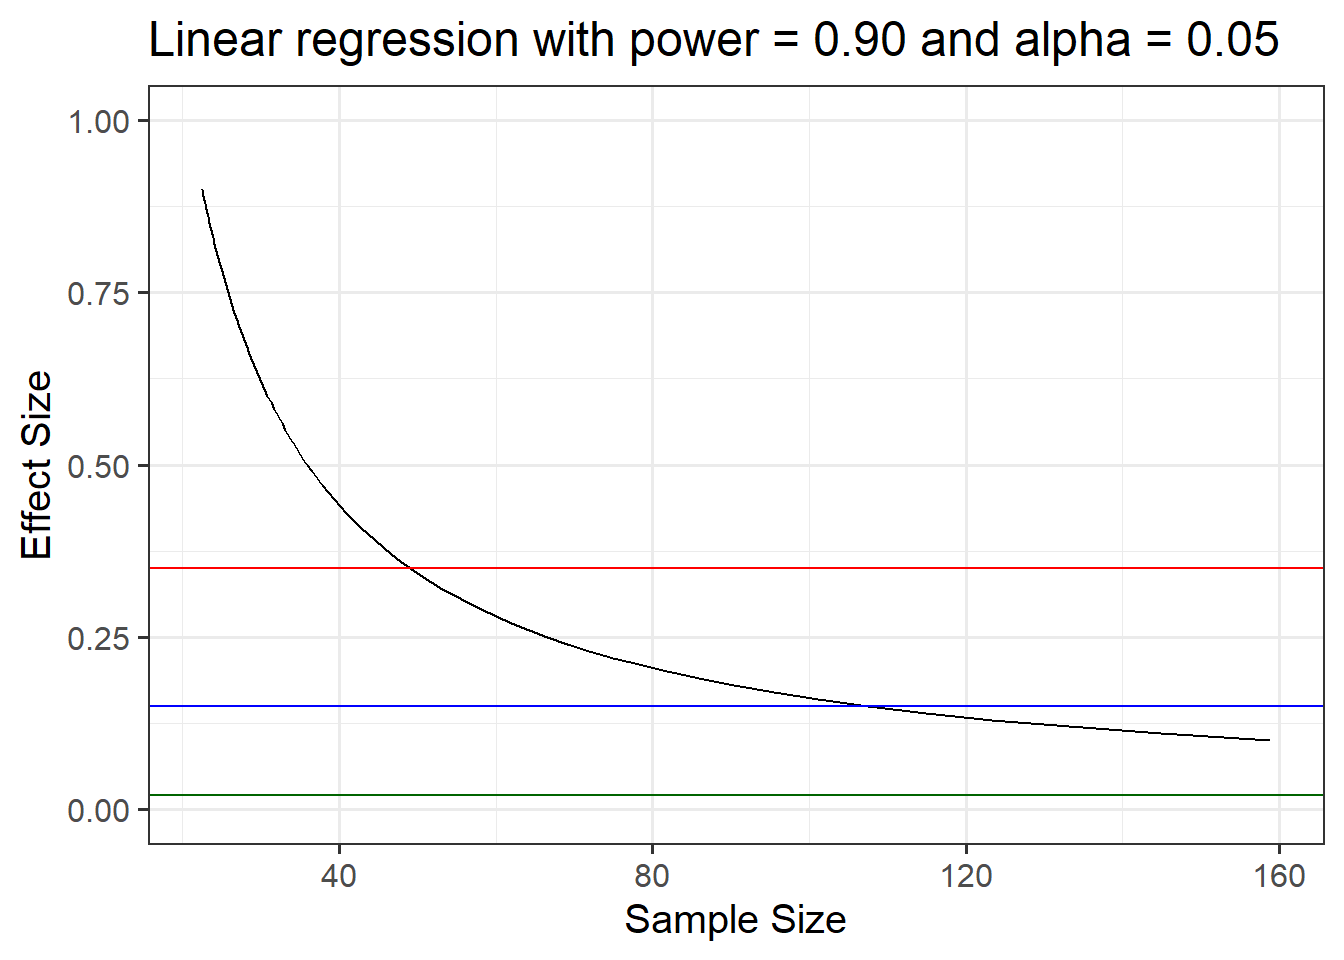 Linear regression with power = 0.90 and alpha = 0.05
1.00
0.75
0.50
0.25
0.00
Effect Size
40 80 120 160
Sample Size